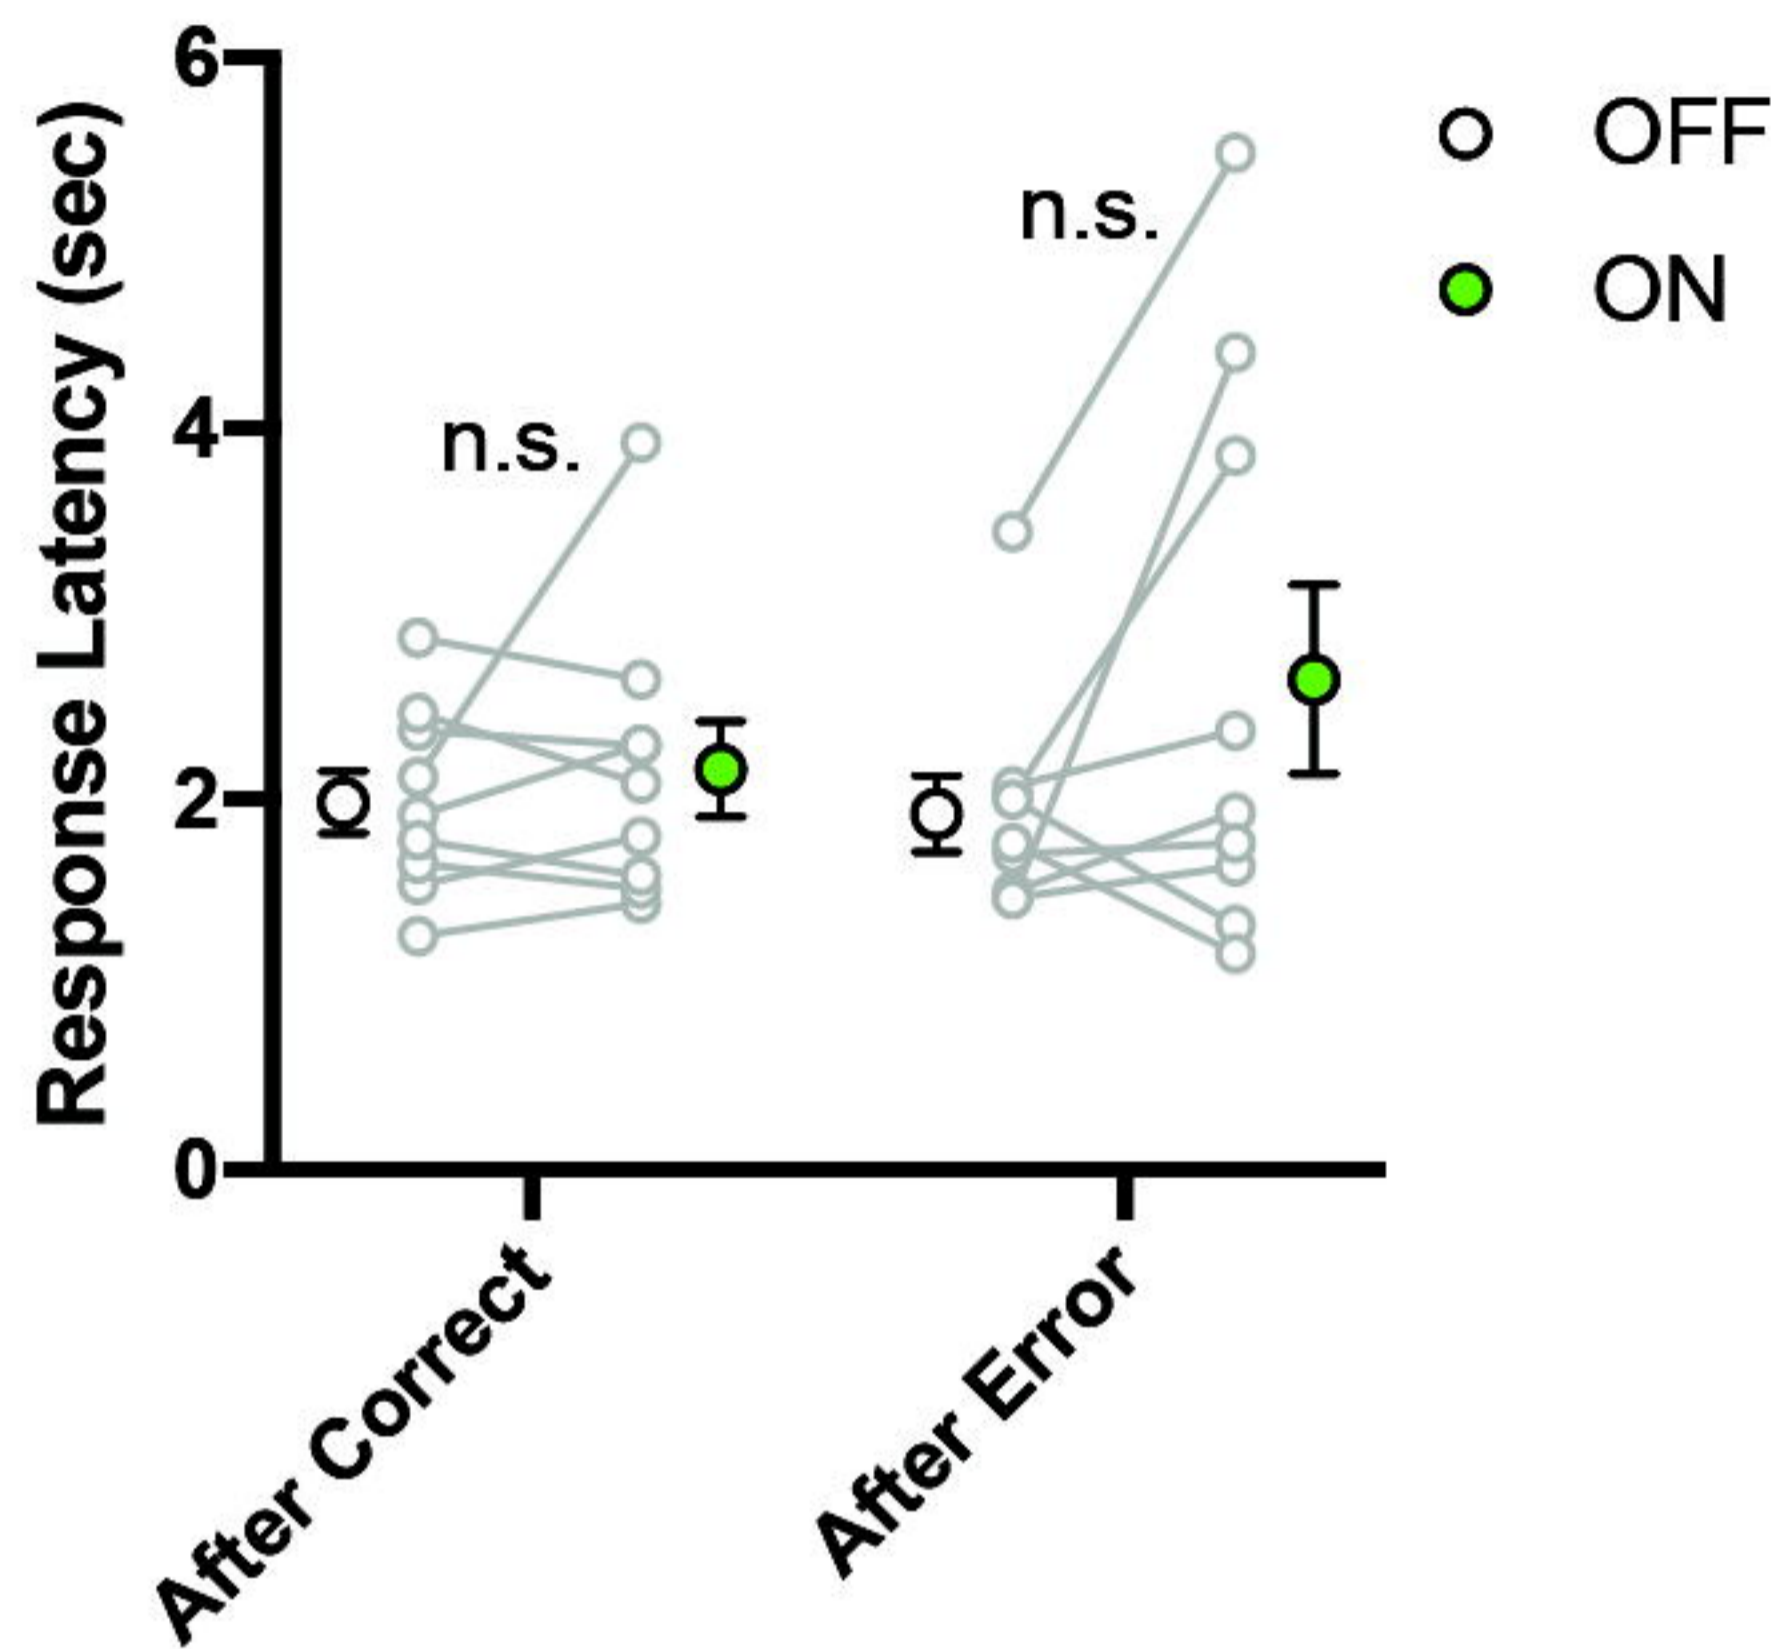 Response Latency (sec)
6
4
2
0
n.s.
n.s.
OFF
ON
After Correct
After Error